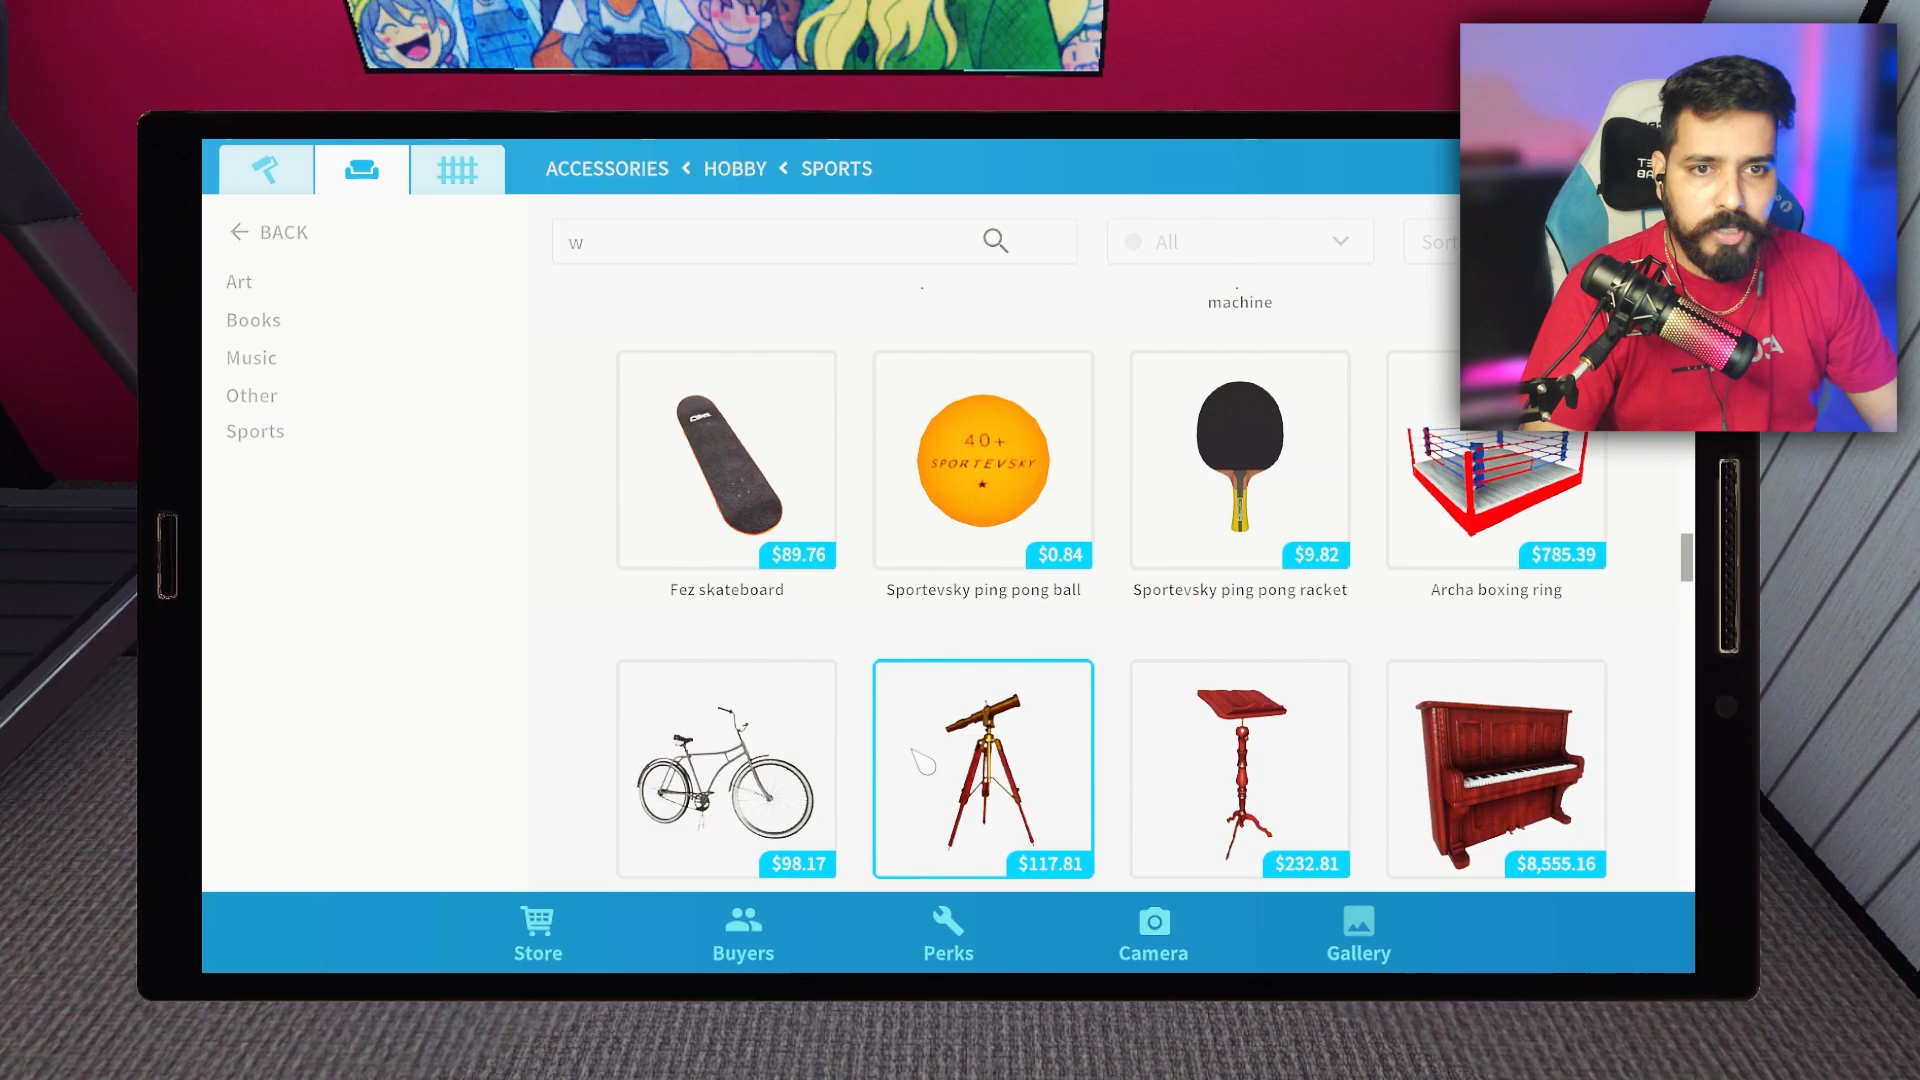 ACCESSORIES < HOBBY < SPORTS
BACK
Art
Books
Music
Other
Sports
w
All
Sort
machine
40+
SPORTEVSKY
$89.76
$0.84
$9.82
$785.39
Fez skateboard
Sportevsky ping pong ball
Sportevsky ping pong racket
Archa boxing ring
$98.17
$117.81
$232.81
$8,555.16
Store
Buyers
Perks
Camera
Gallery